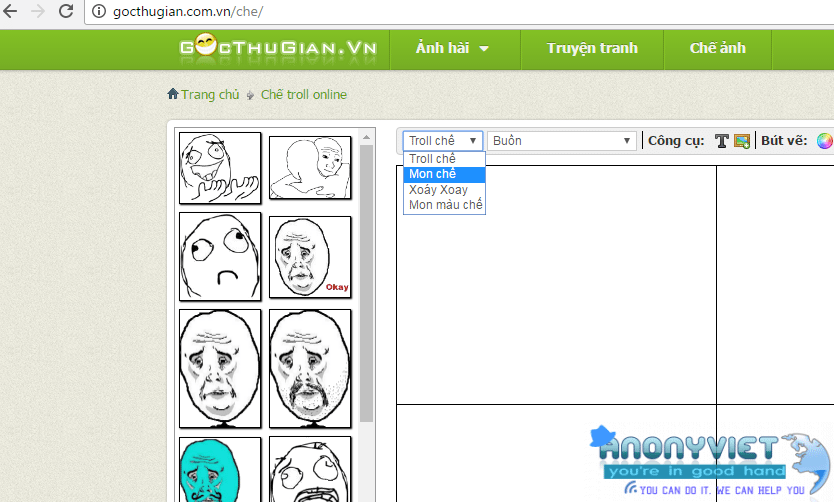 gocthugian.com.vn/che/
GocThuGian.Vn
Ảnh hài
Truyện tranh
Chế ảnh
Trang chủ
Chế troll online
Troll chế
Buồn
Công cụ:
T
Bút vẽ:
Troll chế
Mon chế
Xoáy Xoay
Mon màu chế
Okay
ANONYVIET
you're in good hand
YOU CAN DO IT, WE CAN HELP YOU